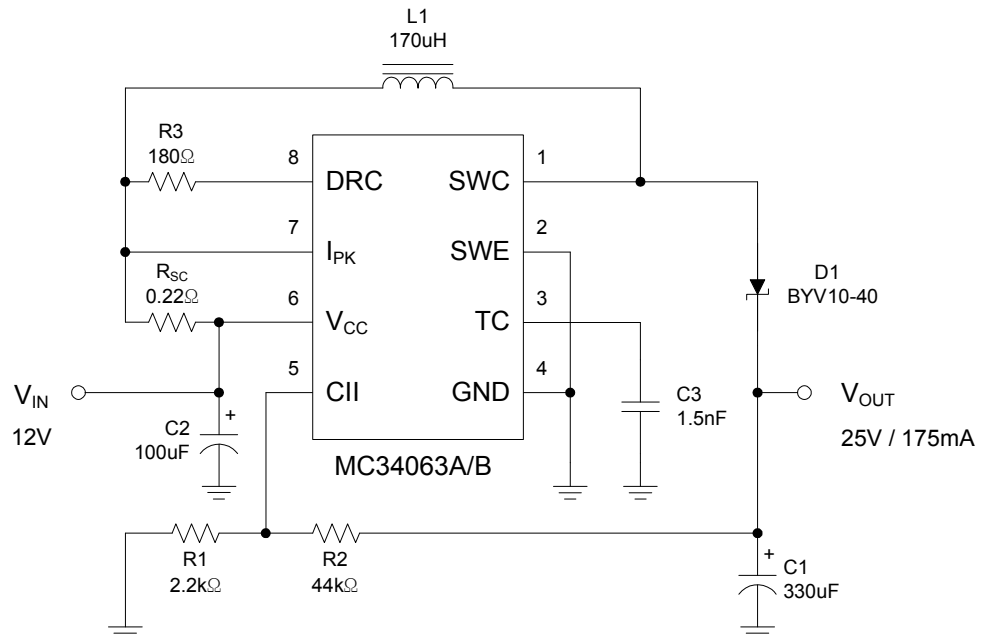 L1
170uH
R3
180Ω
8
DRC
SWC
1
7
I_PK
SWE
2
R_SC
0.22Ω
6
V_CC
TC
3
D1
BYV10-40
5
CII
GND
4
V_IN
12V
C2
100uF
+
C3
1.5nF
V_OUT
25V / 175mA
MC34063A/B
R1
2.2kΩ
R2
44kΩ
+
C1
330uF